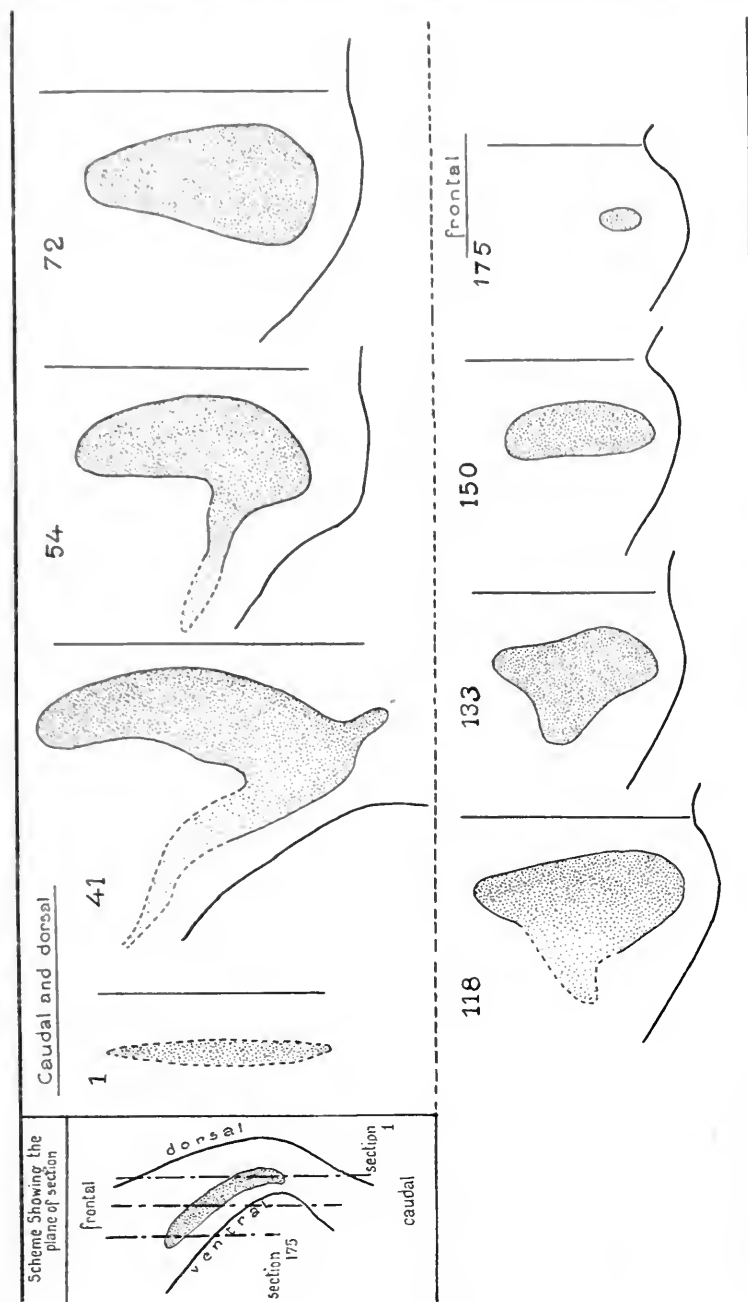 Scheme Showing the
plane of section
frontal
dorsal
ventral
section
1
section
175
caudal
Caudal and dorsal
1
41
54
72
118
133
150
175
frontal